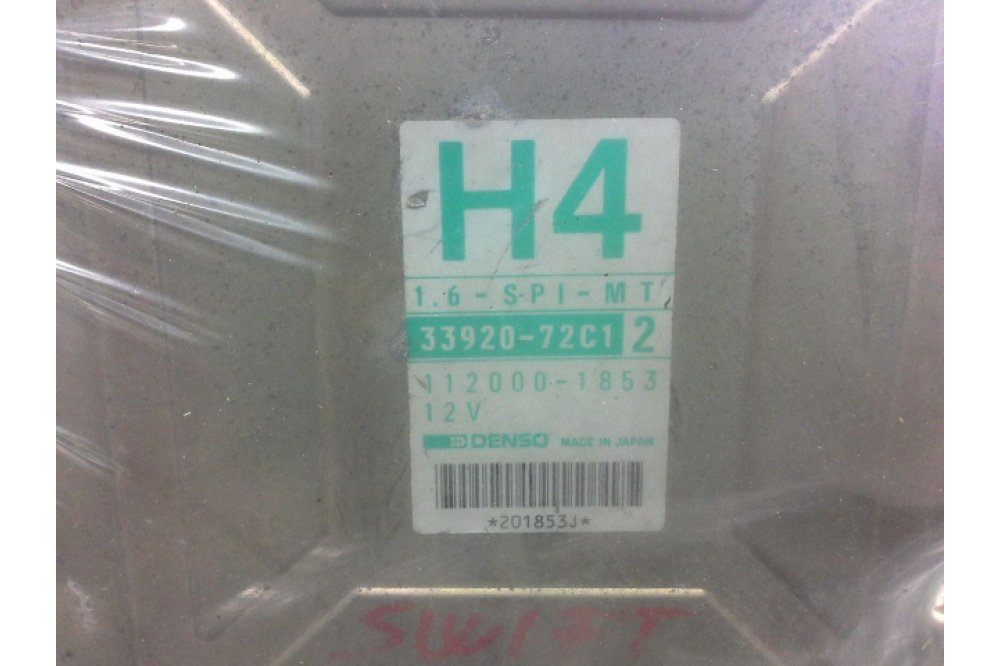 H4
1.6-SPI-MT
33920-72C1 2
112000-1853
12V
DENSO MADE IN JAPAN
*201853J*
SWIFT